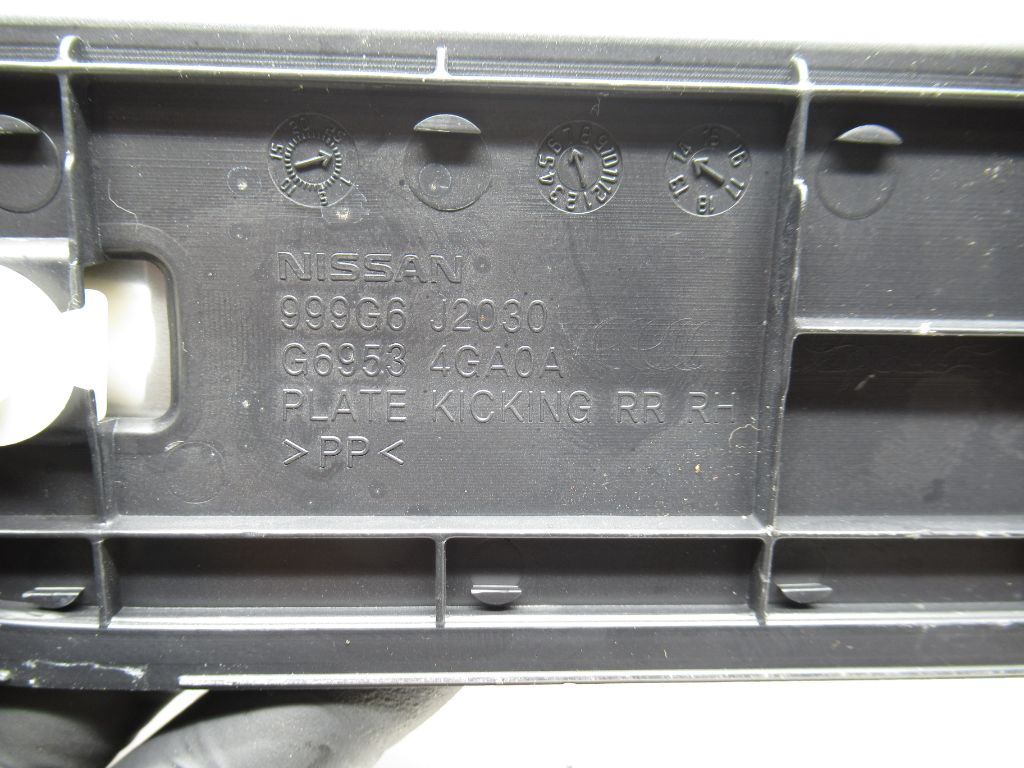 NISSAN
999G6 J2030
G6953 4GA0A
PLATE KICKING RR RH
>PP<